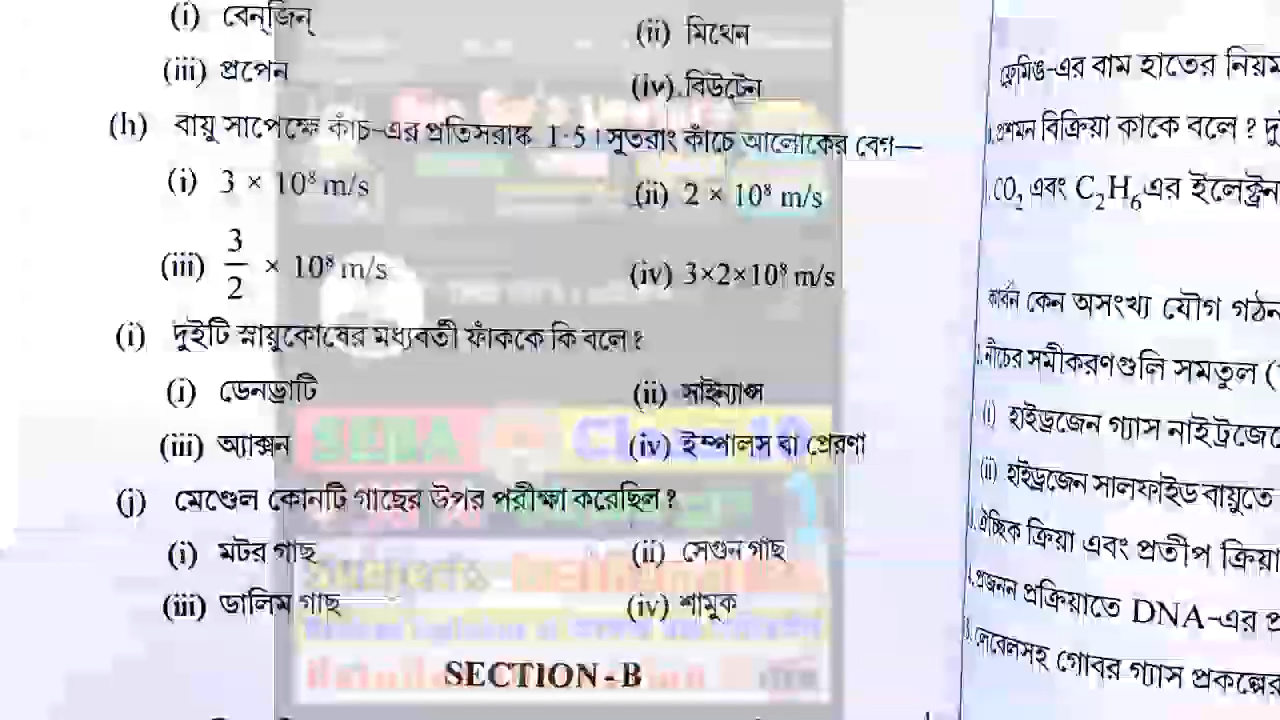 (i) বেন্‌জিন্
(ii) মিথেন
(iii) প্রপেন
(iv) বিউটেন
(h) বায়ু সাপেক্ষে কাঁচ-এর প্রতিসরাঙ্ক 1·5। সুতরাং কাঁচে আলোকের বেগ—
(i) 3 × 10⁸ m/s
(ii) 2 × 10⁸ m/s
(iii) 3/2 × 10⁸ m/s
(iv) 3×2×10⁸ m/s
(i) দুইটি স্নায়ুকোষের মধ্যবর্তী ফাঁককে কি বলে?
(i) ডেনড্রাটি
(ii) সাইন্যাপ্স
(iii) অ্যাক্সন
(iv) ইম্পালস বা প্রেরণা
(j) মেণ্ডেল কোনটি গাছের উপর পরীক্ষা করেছিল?
(i) মটর গাছ
(ii) সেগুন গাছ
(iii) ডালিম গাছ
(iv) শামুক
SECTION-B
ফ্লেমিঙ-এর বাম হাতের নিয়ম
প্রশমন বিক্রিয়া কাকে বলে? দু
CO₂ এবং C₂H₆এর ইলেক্ট্রন
কার্বন কেন অসংখ্য যৌগ গঠন
নীচের সমীকরণগুলি সমতুল (
(i) হাইড্রজেন গ্যাস নাইট্রজে
(ii) হাইড্রজেন সালফাইড বায়ুতে
ঐচ্ছিক ক্রিয়া এবং প্রতীপ ক্রিয়া
প্রজনন প্রক্রিয়াতে DNA-এর
লেবেলসহ গোবর গ্যাস প্রকল্পের